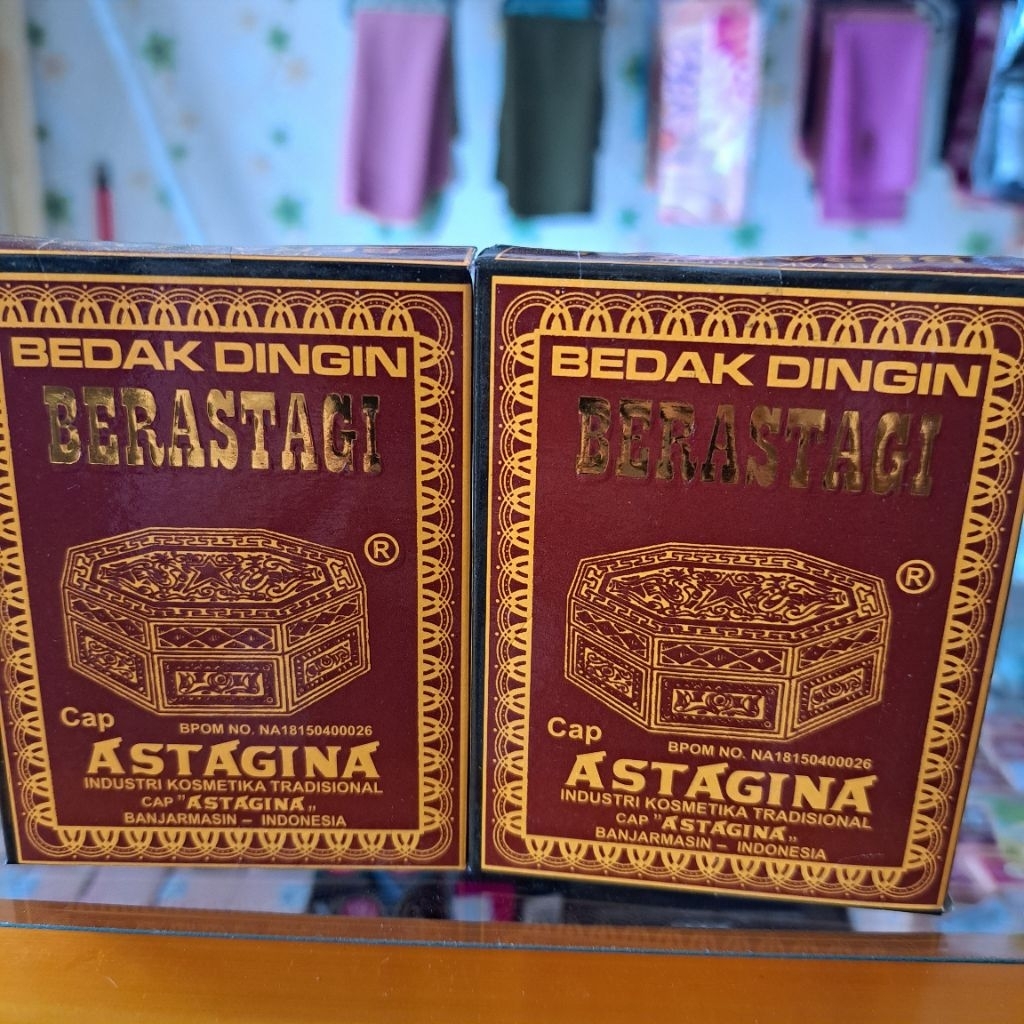 BEDAK DINGIN
BERASTAGI
®
Cap
BPOM NO. NA18150400026
ASTAGINA
INDUSTRI KOSMETIKA TRADISIONAL
CAP "ASTAGINA„
BANJARMASIN – INDONESIA
BEDAK DINGIN
BERASTAGI
®
Cap
BPOM NO. NA18150400026
ASTAGINA
INDUSTRI KOSMETIKA TRADISIONAL
CAP "ASTAGINA„
BANJARMASIN – INDONESIA